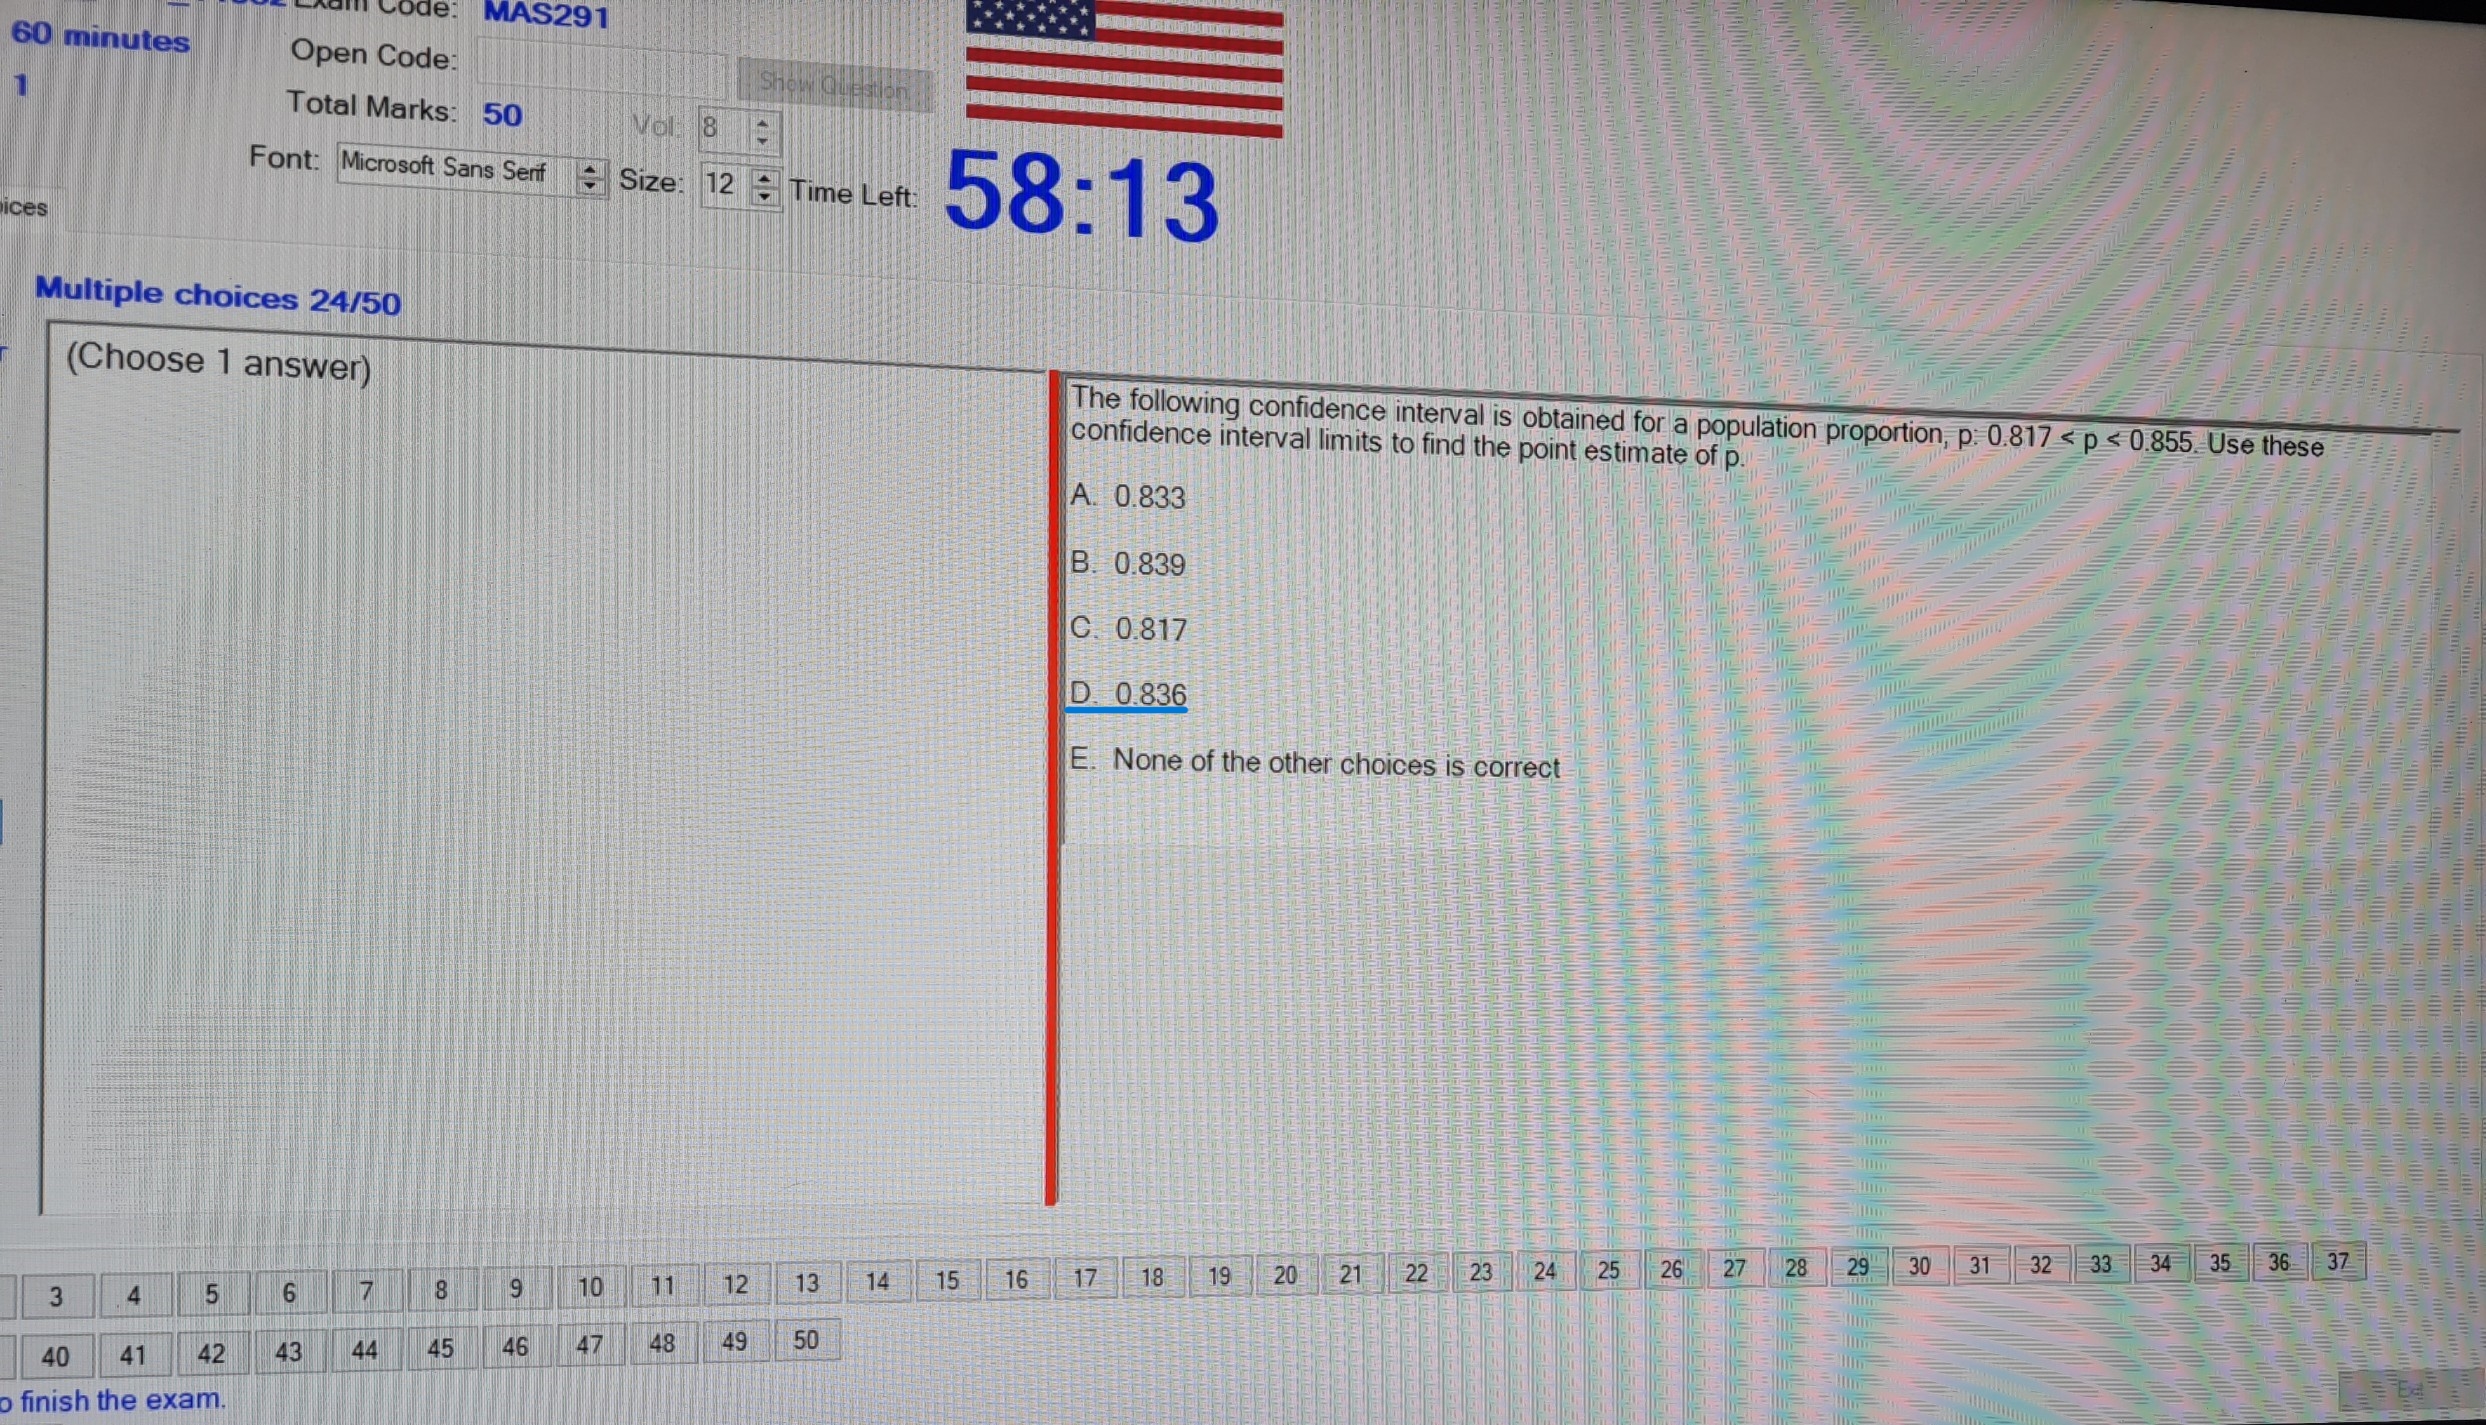 Exam Code: MAS291
60 minutes
Open Code:
Show Question
1
Total Marks: 50
Vol: 8
Font: Microsoft Sans Serif Size: 12 Time Left: 58:13
Multiple choices 24/50
(Choose 1 answer)
The following confidence interval is obtained for a population proportion, p: 0.817 < p < 0.855. Use these
confidence interval limits to find the point estimate of p.
A. 0.833
B. 0.839
C. 0.817
D. 0.836
E. None of the other choices is correct
3 4 5 6 7 8 9 10 11 12 13 14 15 16 17 18 19 20 21 22 23 24 25 26 27 28 29 30 31 32 33 34 35 36 37
40 41 42 43 44 45 46 47 48 49 50
finish the exam.
Exit